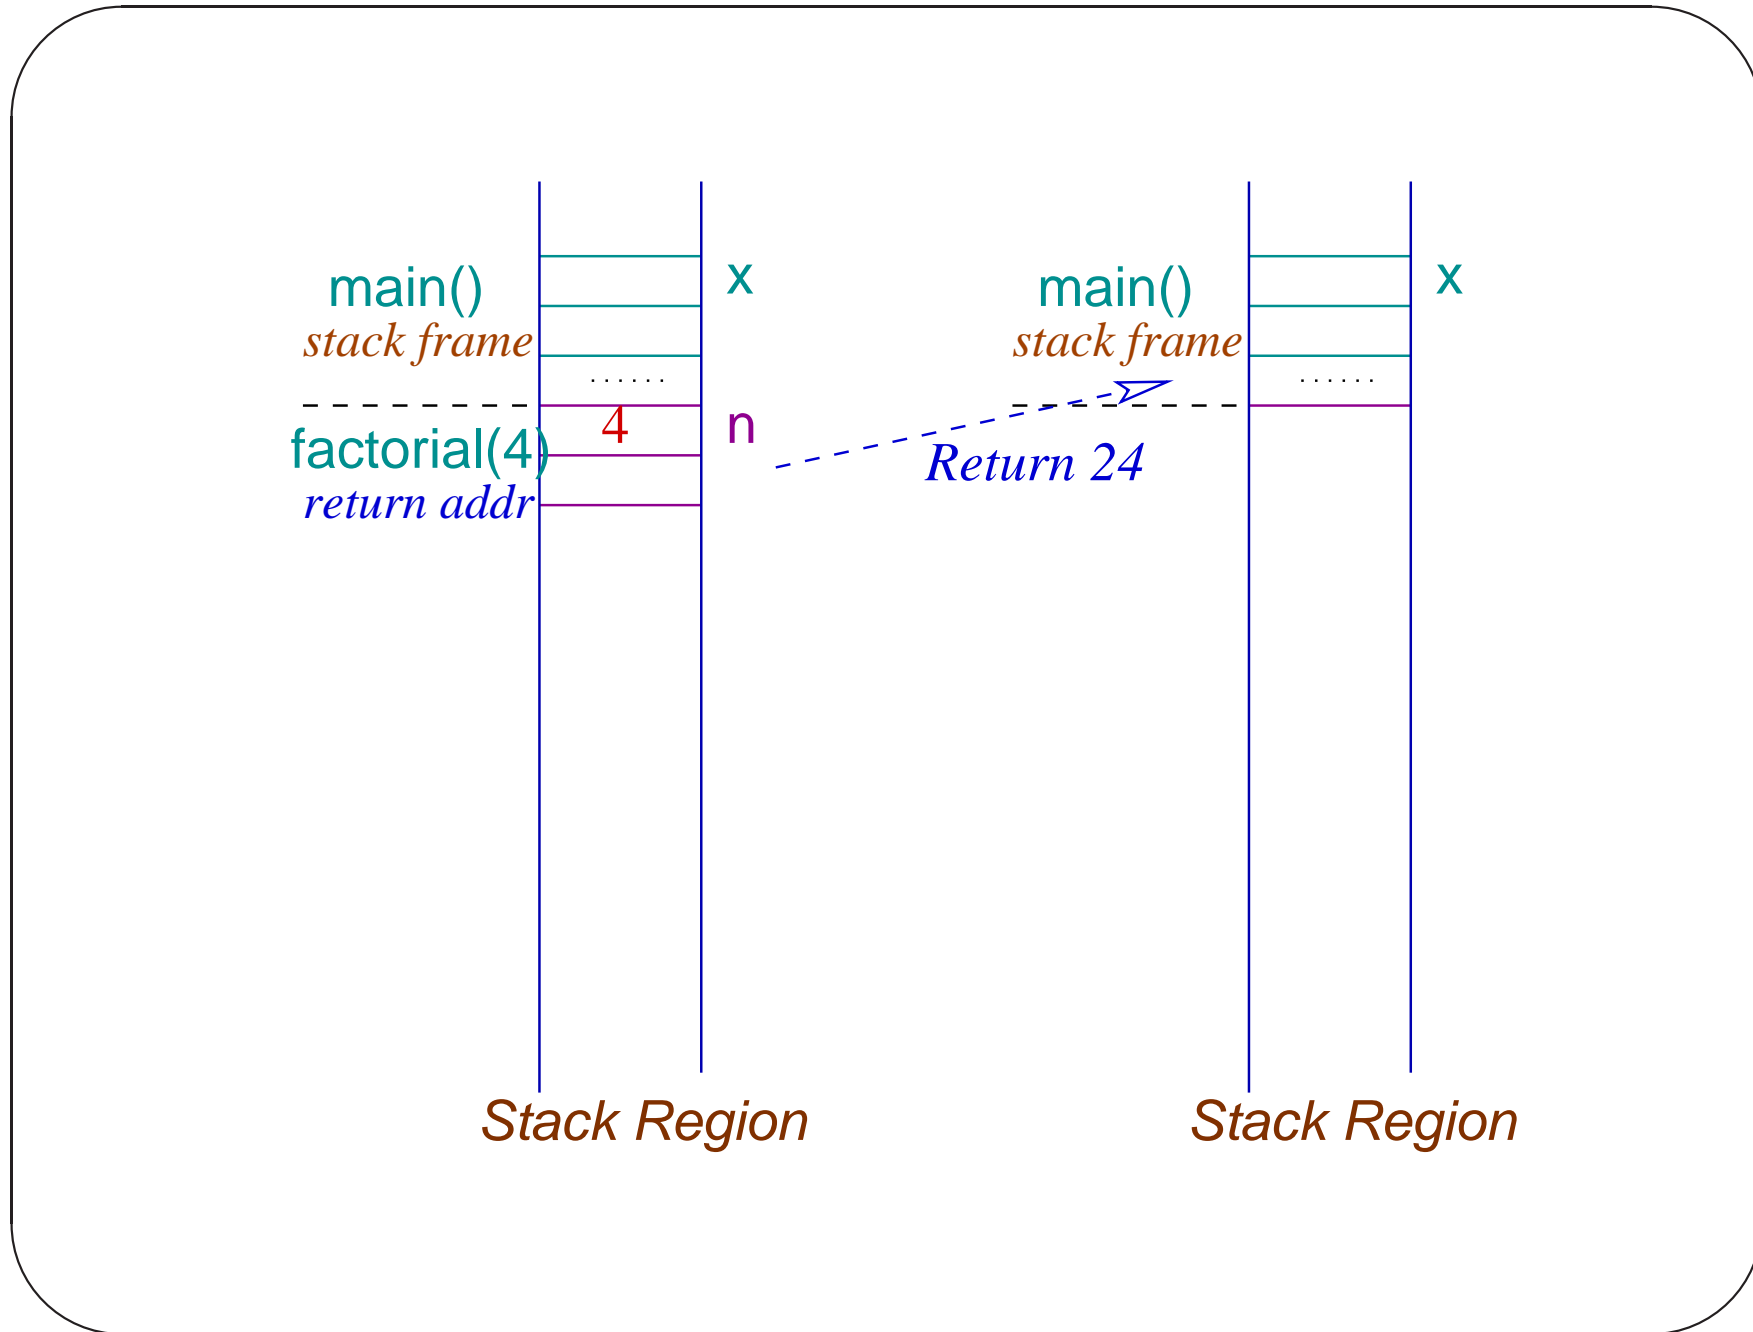 main()
stack frame
x
......
factorial(4)
4
n
return addr
Stack Region
Return 24
main()
stack frame
x
......
Stack Region